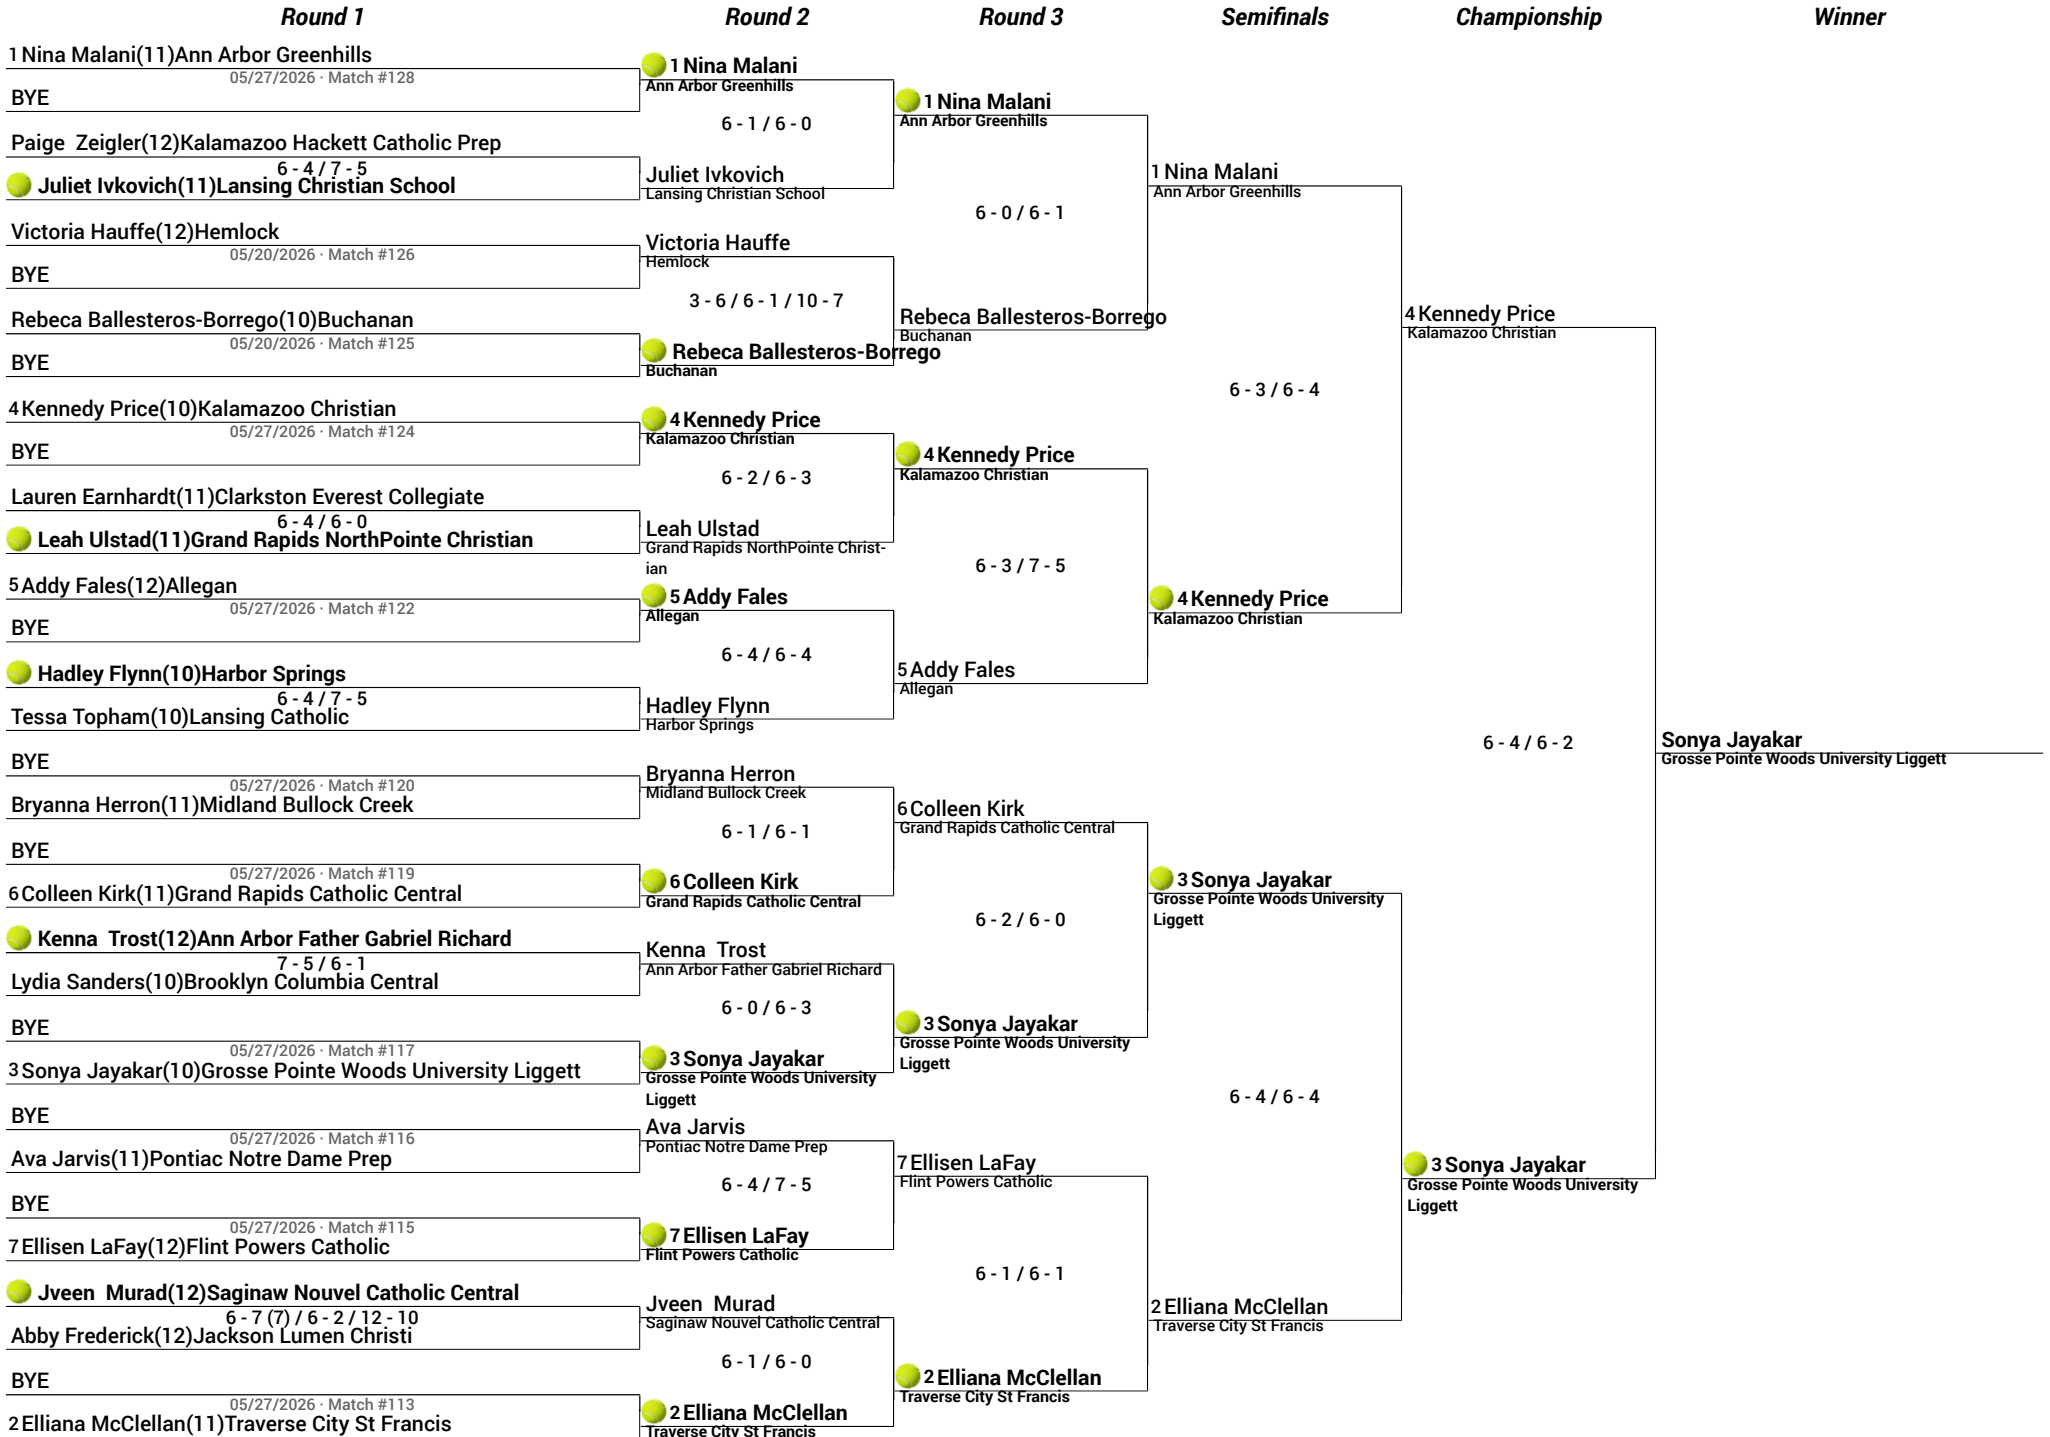 Round 1
Round 2
Round 3
Semifinals
Championship
Winner
1 Nina Malani(11)Ann Arbor Greenhills
05/27/2026 · Match #128
BYE
Paige  Zeigler(12)Kalamazoo Hackett Catholic Prep
6 - 4 / 7 - 5
Juliet Ivkovich(11)Lansing Christian School
Victoria Hauffe(12)Hemlock
05/20/2026 · Match #126
BYE
Rebeca Ballesteros-Borrego(10)Buchanan
05/20/2026 · Match #125
BYE
4 Kennedy Price(10)Kalamazoo Christian
05/27/2026 · Match #124
BYE
Lauren Earnhardt(11)Clarkston Everest Collegiate
6 - 4 / 6 - 0
Leah Ulstad(11)Grand Rapids NorthPointe Christian
5 Addy Fales(12)Allegan
05/27/2026 · Match #122
BYE
Hadley Flynn(10)Harbor Springs
6 - 4 / 7 - 5
Tessa Topham(10)Lansing Catholic
BYE
05/27/2026 · Match #120
Bryanna Herron(11)Midland Bullock Creek
BYE
05/27/2026 · Match #119
6 Colleen Kirk(11)Grand Rapids Catholic Central
Kenna  Trost(12)Ann Arbor Father Gabriel Richard
7 - 5 / 6 - 1
Lydia Sanders(10)Brooklyn Columbia Central
BYE
05/27/2026 · Match #117
3 Sonya Jayakar(10)Grosse Pointe Woods University Liggett
BYE
05/27/2026 · Match #116
Ava Jarvis(11)Pontiac Notre Dame Prep
BYE
05/27/2026 · Match #115
7 Ellisen LaFay(12)Flint Powers Catholic
Jveen  Murad(12)Saginaw Nouvel Catholic Central
6 - 7 (7) / 6 - 2 / 12 - 10
Abby Frederick(12)Jackson Lumen Christi
BYE
05/27/2026 · Match #113
2 Elliana McClellan(11)Traverse City St Francis
1 Nina Malani
Ann Arbor Greenhills
6 - 1 / 6 - 0
Juliet Ivkovich
Lansing Christian School
Victoria Hauffe
Hemlock
3 - 6 / 6 - 1 / 10 - 7
Rebeca Ballesteros-Borrego
Buchanan
4 Kennedy Price
Kalamazoo Christian
6 - 2 / 6 - 3
Leah Ulstad
Grand Rapids NorthPointe Christ-
ian
5 Addy Fales
Allegan
6 - 4 / 6 - 4
Hadley Flynn
Harbor Springs
Bryanna Herron
Midland Bullock Creek
6 - 1 / 6 - 1
6 Colleen Kirk
Grand Rapids Catholic Central
Kenna  Trost
Ann Arbor Father Gabriel Richard
6 - 0 / 6 - 3
3 Sonya Jayakar
Grosse Pointe Woods University
Liggett
Ava Jarvis
Pontiac Notre Dame Prep
6 - 4 / 7 - 5
7 Ellisen LaFay
Flint Powers Catholic
Jveen  Murad
Saginaw Nouvel Catholic Central
6 - 1 / 6 - 0
2 Elliana McClellan
Traverse City St Francis
1 Nina Malani
Ann Arbor Greenhills
6 - 0 / 6 - 1
Rebeca Ballesteros-Borrego
Buchanan
4 Kennedy Price
Kalamazoo Christian
6 - 3 / 7 - 5
5 Addy Fales
Allegan
6 Colleen Kirk
Grand Rapids Catholic Central
6 - 2 / 6 - 0
3 Sonya Jayakar
Grosse Pointe Woods University
Liggett
7 Ellisen LaFay
Flint Powers Catholic
6 - 1 / 6 - 1
2 Elliana McClellan
Traverse City St Francis
1 Nina Malani
Ann Arbor Greenhills
6 - 3 / 6 - 4
4 Kennedy Price
Kalamazoo Christian
3 Sonya Jayakar
Grosse Pointe Woods University
Liggett
6 - 4 / 6 - 4
2 Elliana McClellan
Traverse City St Francis
4 Kennedy Price
Kalamazoo Christian
6 - 4 / 6 - 2
3 Sonya Jayakar
Grosse Pointe Woods University
Liggett
Sonya Jayakar
Grosse Pointe Woods University Liggett